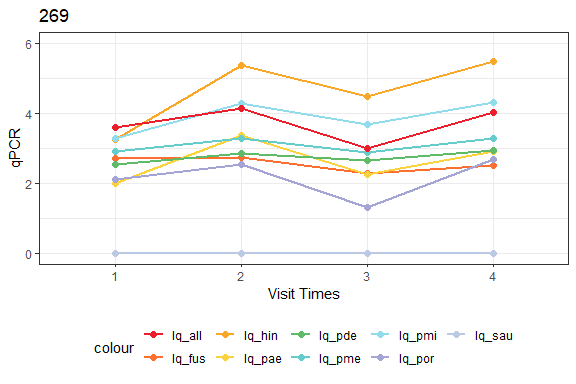 269
6
4
2
0
qPCR
1 2 3 4
Visit Times
colour
lq_all lq_hin lq_pde lq_pmi lq_sau
lq_fus lq_pae lq_pme lq_por